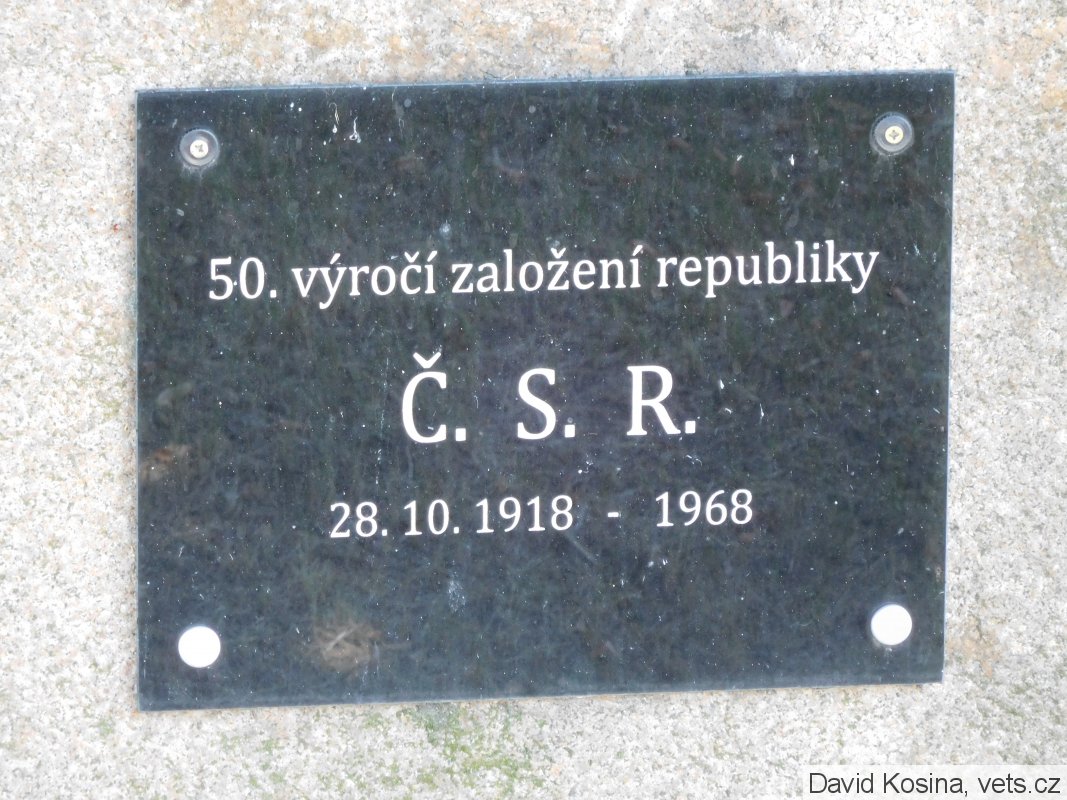 50. výročí založení republiky
Č. S. R.
28. 10. 1918 - 1968
David Kosina, vets.cz